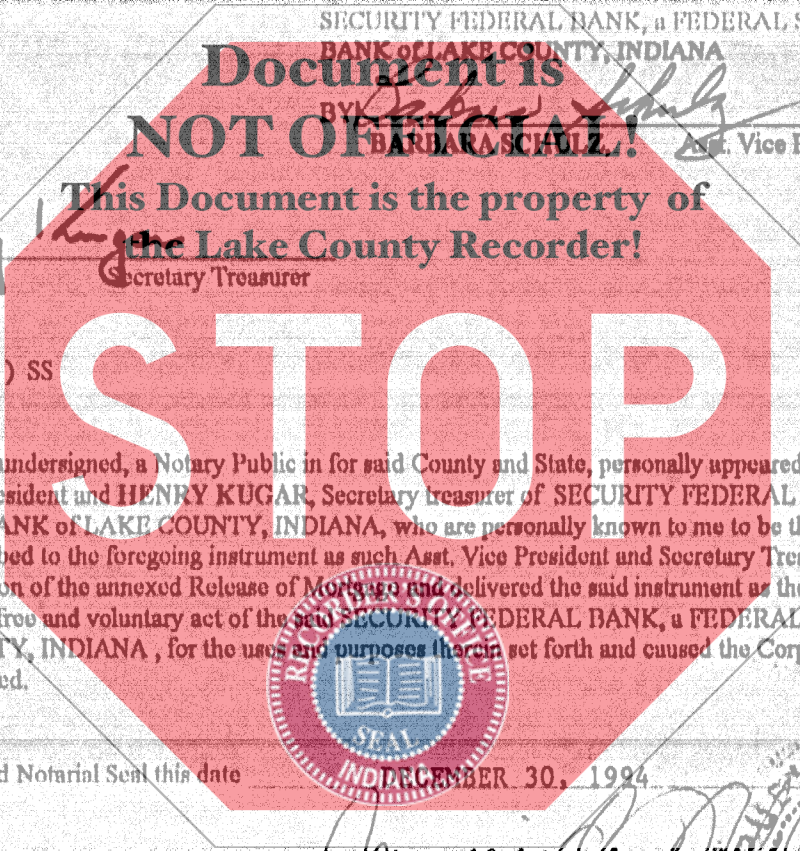 SECURITY FEDERAL BANK, a FEDERAL S
BANK of LAKE COUNTY, INDIANA
Document is
BY
NOT OFFICIAL!
BARBARA SCHULZ, Asst. Vice P
This Document is the property of
the Lake County Recorder!
Secretary Treasurer
STOP
) SS
undersigned, a Notary Public in for said County and State, personally appeared
esident and HENRY KUGAR, Secretary treasurer of SECURITY FEDERAL
ANK of LAKE COUNTY, INDIANA, who are personally known to me to be th
bed to the foregoing instrument as such Asst. Vice President and Secretary Trea
on of the annexed Release of Mortgage and delivered the said instrument as the
free and voluntary act of the said SECURITY FEDERAL BANK, a FEDERAL
TY, INDIANA , for the uses and purposes therein set forth and caused the Corp
ed.
RECORDER'S OFFICE
SEAL
INDIANA
d Notarial Seal this date DECEMBER 30, 1994